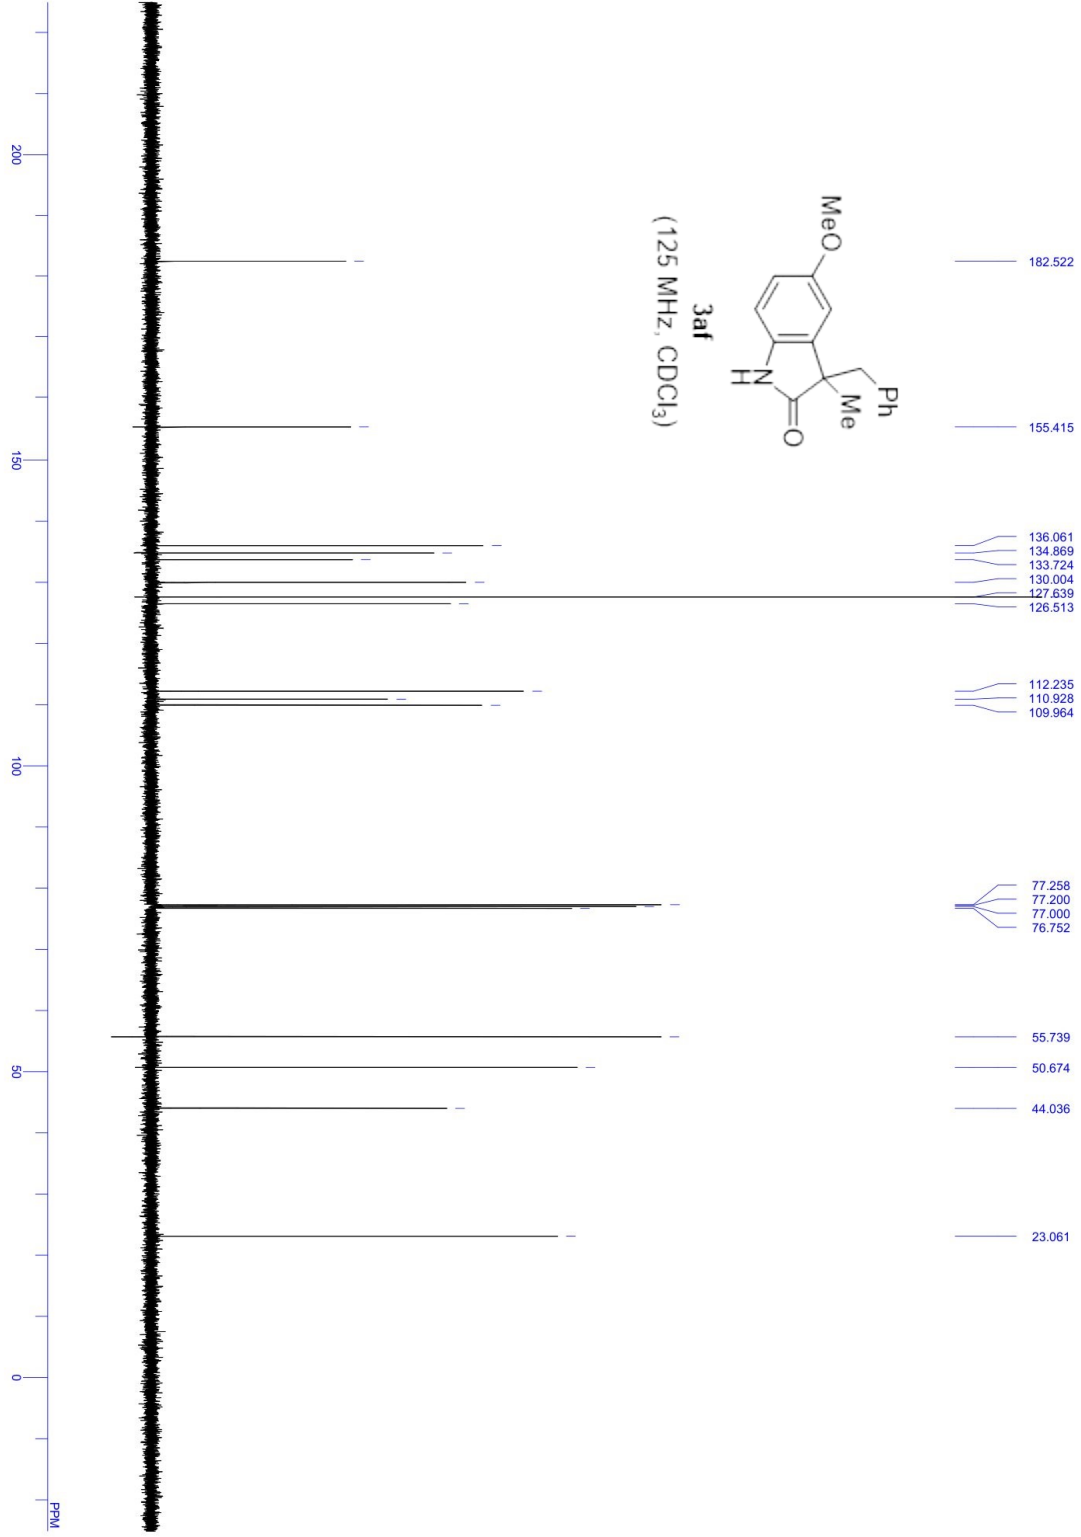 182.522
155.415
136.061
134.869
133.724
130.004
127.639
126.513
112.235
110.928
109.964
77.258
77.200
77.000
76.752
55.739
50.674
44.036
23.061
MeO
Ph
Me
N
H
O
3af
(125 MHz, CDCl₃)
200
150
100
50
0
PPM